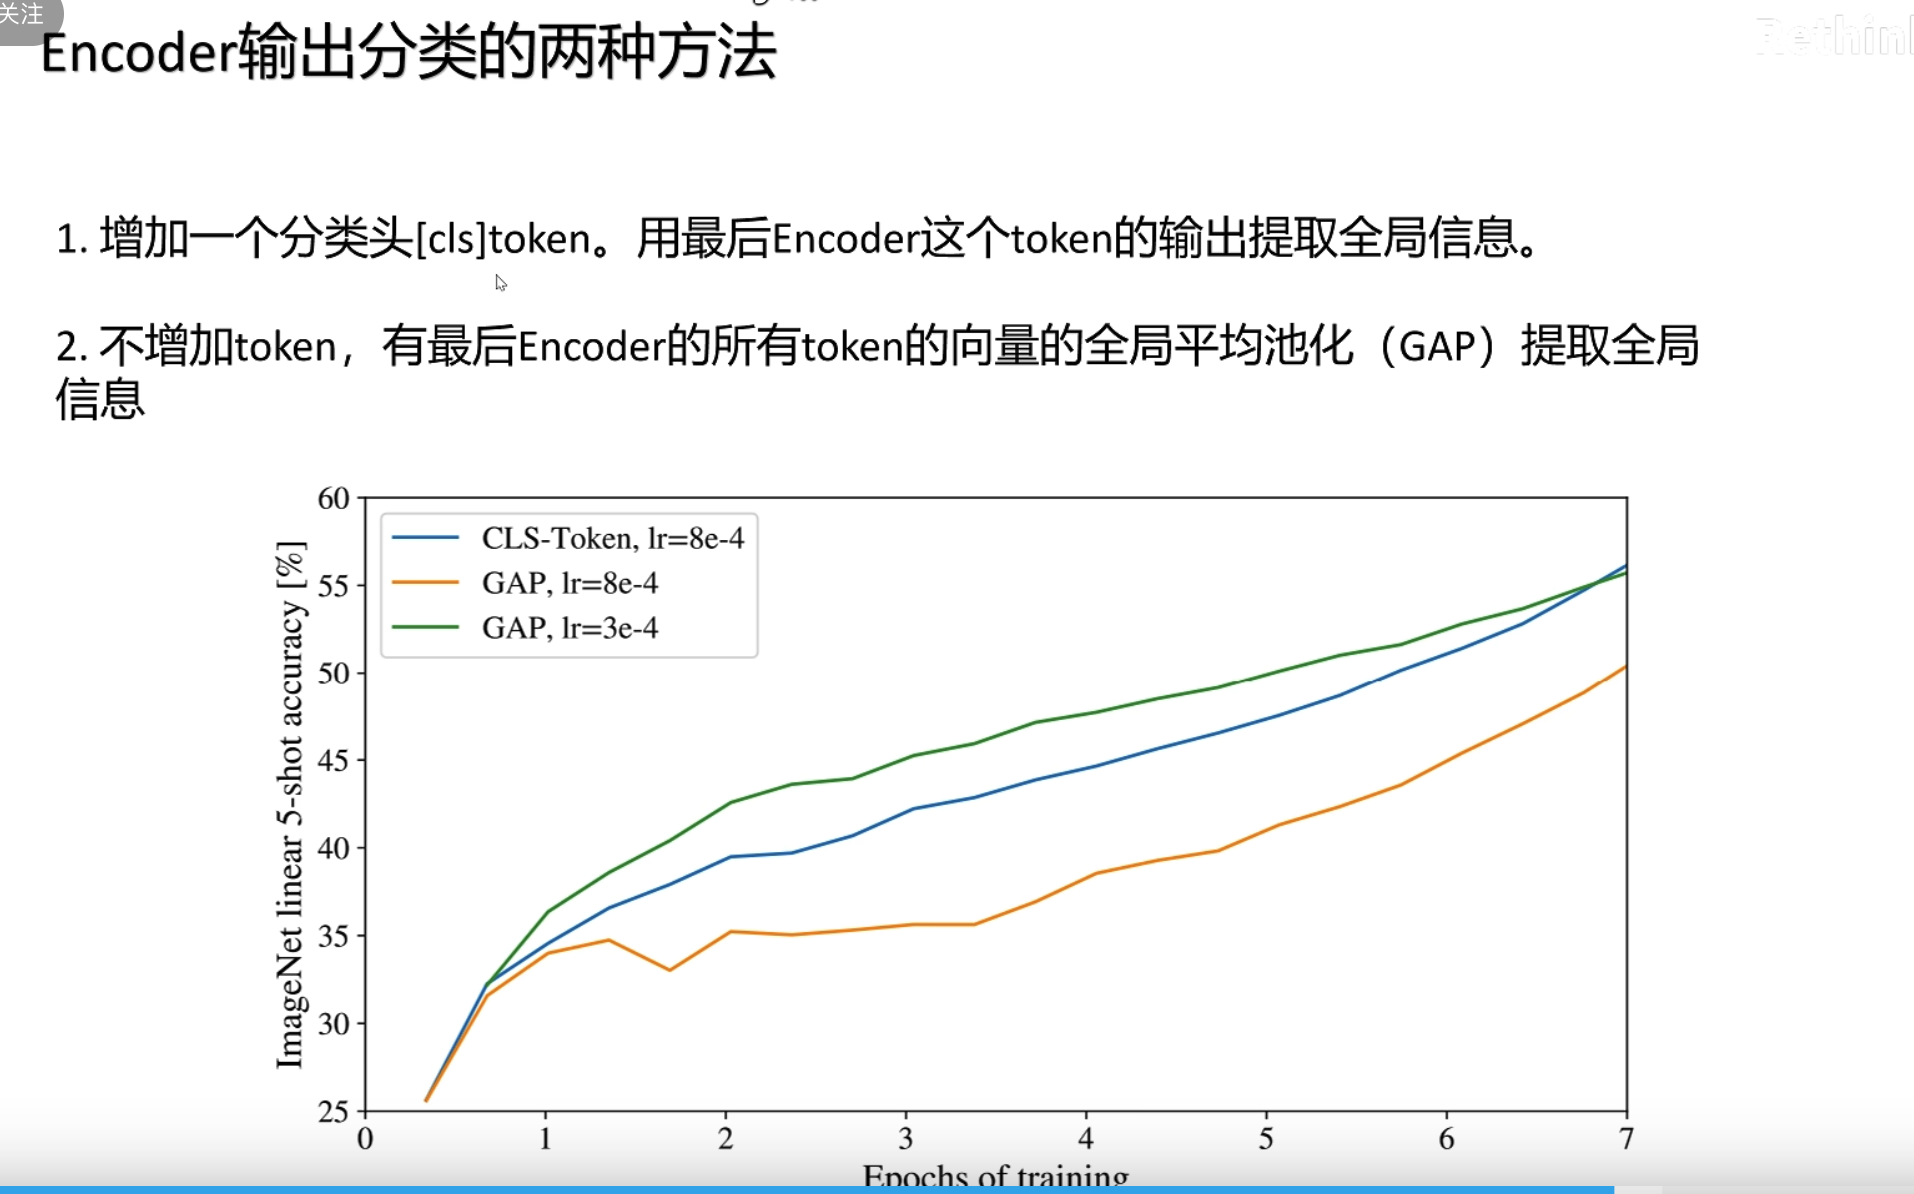 关注
Encoder输出分类的两种方法
1. 增加一个分类头[cls]token。用最后Encoder这个token的输出提取全局信息。
2. 不增加token，有最后Encoder的所有token的向量的全局平均池化（GAP）提取全局
信息
60
55
50
45
40
35
30
25
ImageNet linear 5-shot accuracy [%]
CLS-Token, lr=8e-4
GAP, lr=8e-4
GAP, lr=3e-4
0 1 2 3 4 5 6 7
Epochs of training